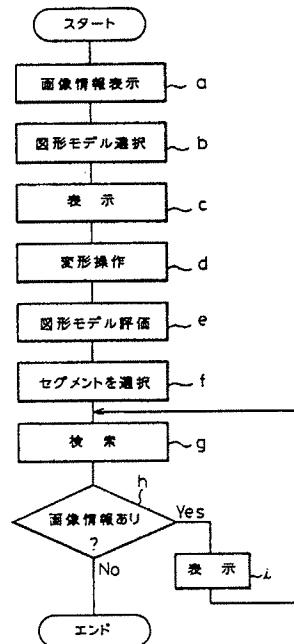 スタート
画像情報表示 a
図形モデル選択 b
表示 c
変形操作 d
図形モデル評価 e
セグメントを選択 f
検索 g
h
画像情報あり
?
Yes
No
表示 i
エンド